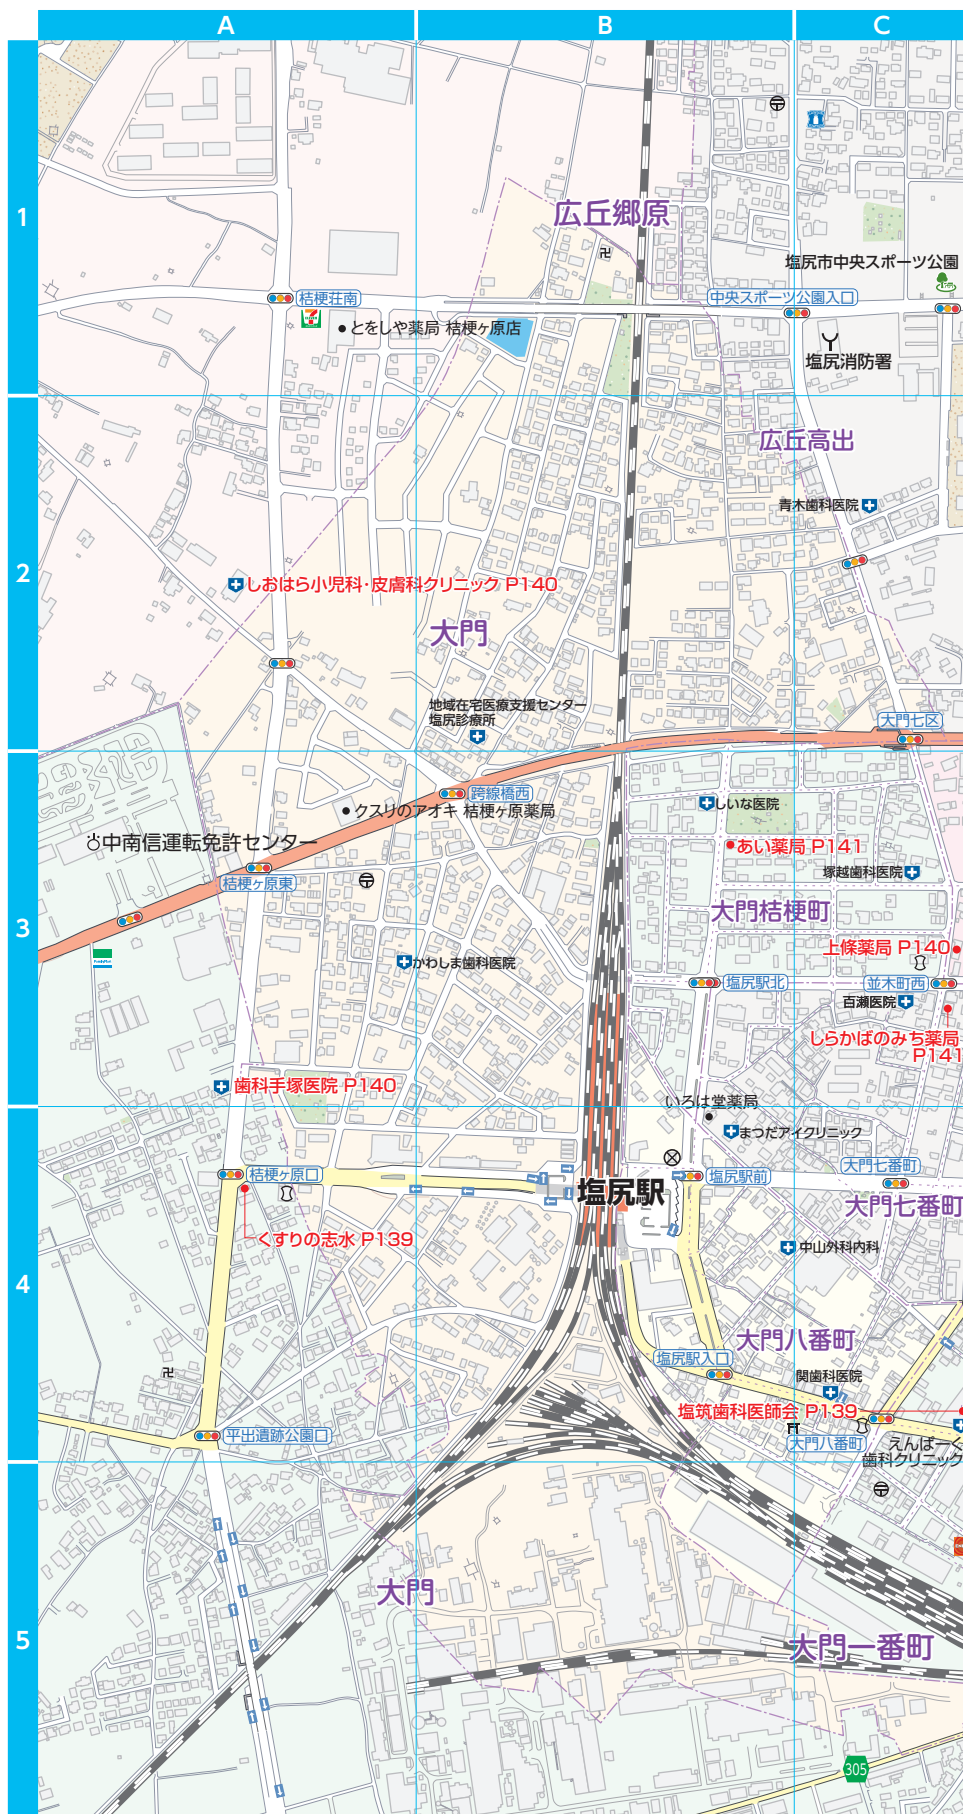 A
B
C
1
広丘郷原
塩尻市中央スポーツ公園
桔梗荘南
中央スポーツ公園入口
とをしや薬局 桔梗ヶ原店
塩尻消防署
広丘高出
青木歯科医院
2
しおはら小児科・皮膚科クリニック P140
大門
地域在宅医療支援センター
塩尻診療所
大門七区
跨線橋西
しいな医院
クスリのアオキ 桔梗ヶ原薬局
中南信運転免許センター
あい薬局 P141
桔梗ヶ原東
塚越歯科医院
大門桔梗町
3
上條薬局 P140
かわしま歯科医院
塩尻駅北
並木町西
百瀬医院
しらかばのみち薬局
P141
歯科手塚医院 P140
いろは堂薬局
まつだアイクリニック
桔梗ヶ原口
塩尻駅前
大門七番町
塩尻駅
大門七番町
くすりの志水 P139
中山外科内科
4
大門八番町
塩尻駅入口
関歯科医院
塩筑歯科医師会 P139
平出遺跡公園口
大門八番町
えんぱーく
歯科クリニック
大門
5
大門一番町
305